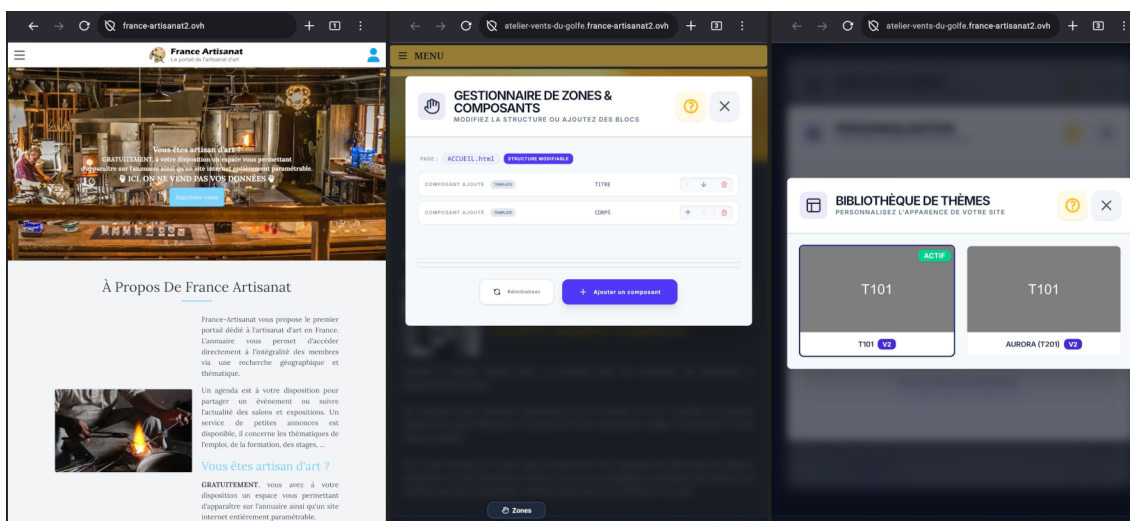 france-artisanat2.ovh
1
France Artisanat
Le portail de l'artisanat d'art
Vous êtes artisan d'art ?
GRATUITEMENT, à votre disposition un espace vous permettant
d'apparaître sur l'annuaire ainsi qu'un site internet entièrement paramétrable.
ICI, ON NE VEND PAS VOS DONNÉES
Inscrivez-vous
À Propos De France Artisanat
France-Artisanat vous propose le premier
portail dédié à l'artisanat d'art en France.
L'annuaire vous permet d'accéder
directement à l'intégralité des membres
via une recherche géographique et
thématique.
Un agenda est à votre disposition pour
partager un évènement ou suivre
l'actualité des salons et expositions. Un
service de petites annonces est
disponible, il concerne les thématiques de
l'emploi, de la formation, des stages, ...
Vous êtes artisan d'art ?
GRATUITEMENT, vous avez à votre
disposition un espace vous permettant
d'apparaître sur l'annuaire ainsi qu'un site
internet entièrement paramétrable.
atelier-vents-du-golfe.france-artisanat2.ovh
3
MENU
GESTIONNAIRE DE ZONES &
COMPOSANTS
MODIFIEZ LA STRUCTURE OU AJOUTEZ DES BLOCS
PAGE : ACCUEIL.html STRUCTURE MODIFIABLE
COMPOSANT AJOUTÉ TEMPLATE TITRE
COMPOSANT AJOUTÉ TEMPLATE CORPS
Réinitialiser
+ Ajouter un composant
Zones
atelier-vents-du-golfe.france-artisanat2.ovh
3
BIBLIOTHÈQUE DE THÈMES
PERSONNALISEZ L'APPARENCE DE VOTRE SITE
ACTIF
T101
T101
T101 V2
AURORA (T201) V2